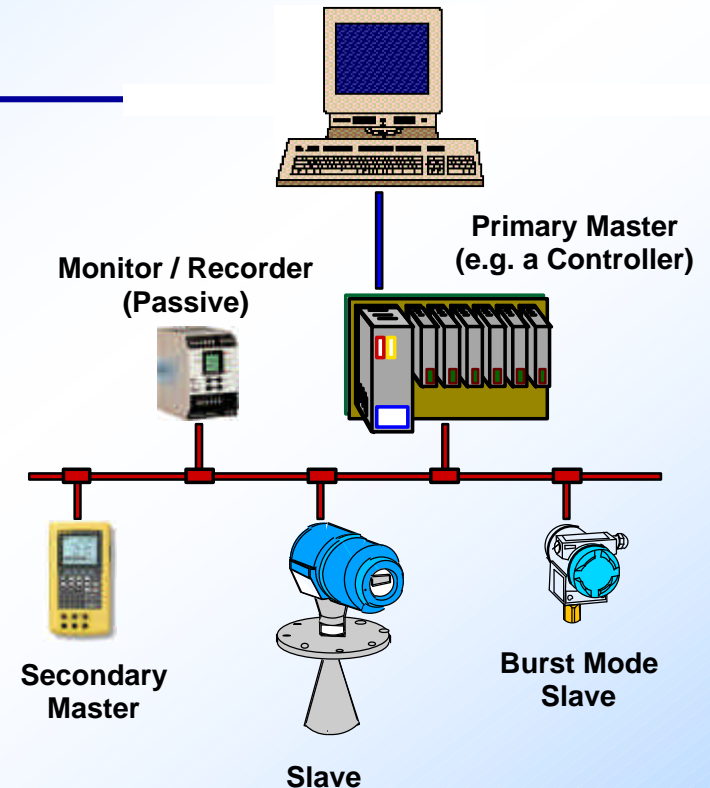 Primary Master
(e.g. a Controller)
Monitor / Recorder
(Passive)
Secondary
Master
Slave
Burst Mode
Slave